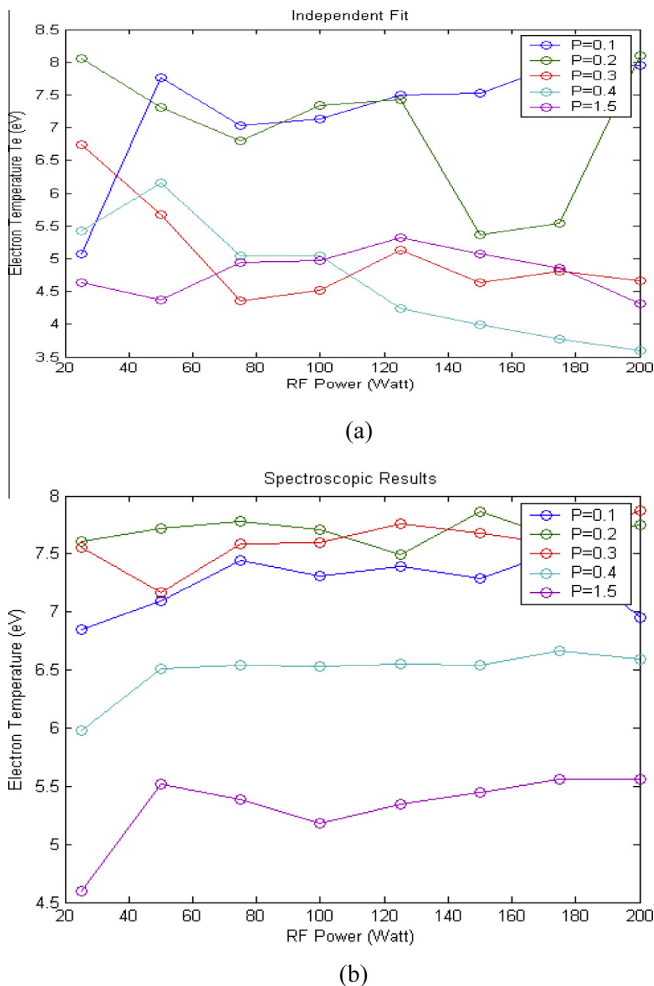 Independent Fit
8.5
8
7.5
7
6.5
6
5.5
5
4.5
4
3.5
Electron Temperature Te (eV)
P=0.1
P=0.2
P=0.3
P=0.4
P=1.5
20 40 60 80 100 120 140 160 180 200
RF Power (Watt)
(a)
Spectroscopic Results
8
7.5
7
6.5
6
5.5
5
4.5
Electron Temperature (eV)
P=0.1
P=0.2
P=0.3
P=0.4
P=1.5
20 40 60 80 100 120 140 160 180 200
RF Power (Watt)
(b)